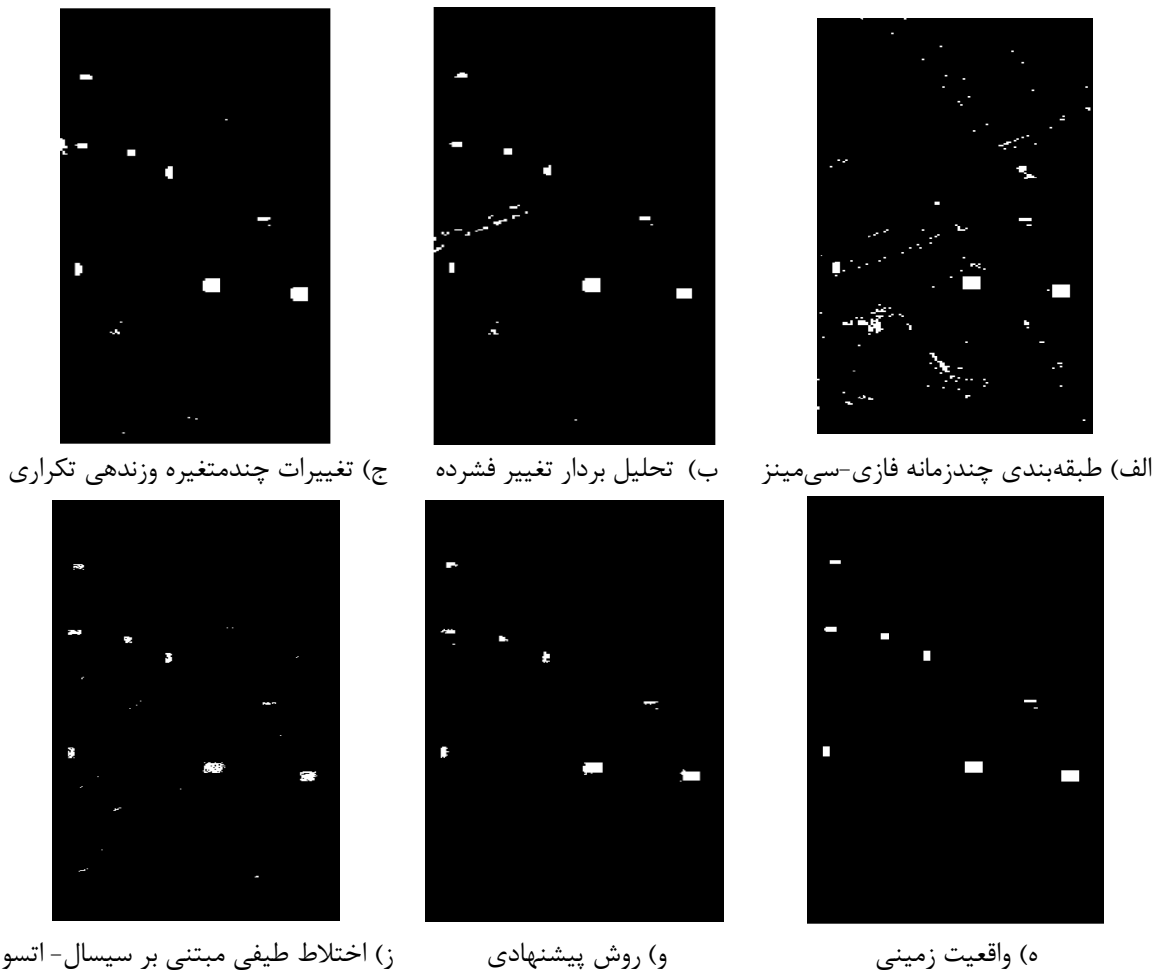 الف) طبقه‌بندی چندزمانه فازی-سی‌مینز
ب) تحلیل بردار تغییر فشرده
ج) تغییرات چندمتغیره وزندهی تکراری
ه) واقعیت زمینی
و) روش پیشنهادی
ز) اختلاط طیفی مبتنی بر سیسال- اتسو